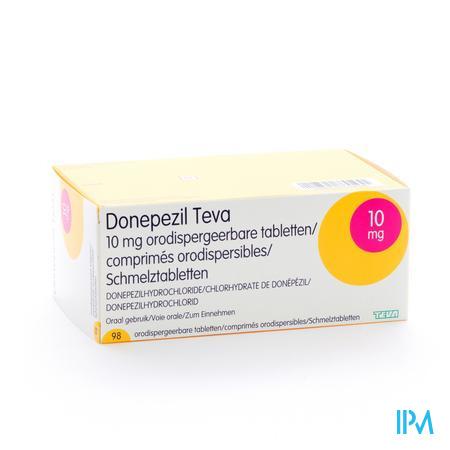 Donepezil Teva
10 mg orodispergeerbare tabletten/
comprimés orodispersibles/
Schmelztabletten
DONEPEZILHYDROCHLORIDE/CHLORHYDRATE DE DONÉPÉZIL/
DONEPEZILHYDROCHLORID
Oraal gebruik/Voie orale/Zum Einnehmen
98 orodispergeerbare tabletten/comprimés orodispersibles/Schmelztabletten
10
mg
TEVA
IPM